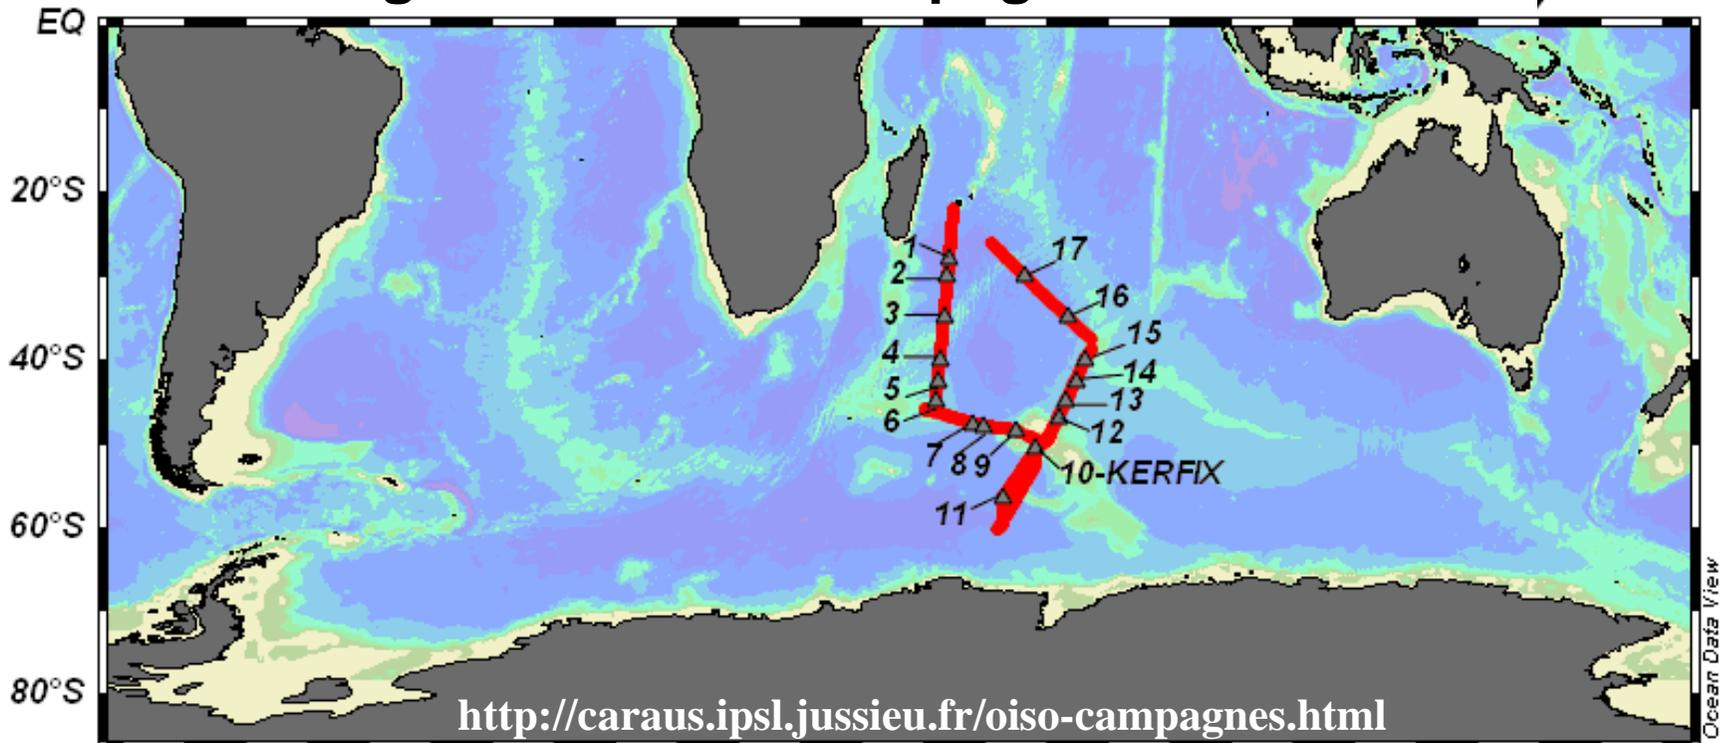 EQ
20°S
40°S
60°S
80°S
1
2
3
4
5
6
7
8
9
10-KERFIX
11
12
13
14
15
16
17
http://caraus.ipsl.jussieu.fr/oiso-campagnes.html
Ocean Data View